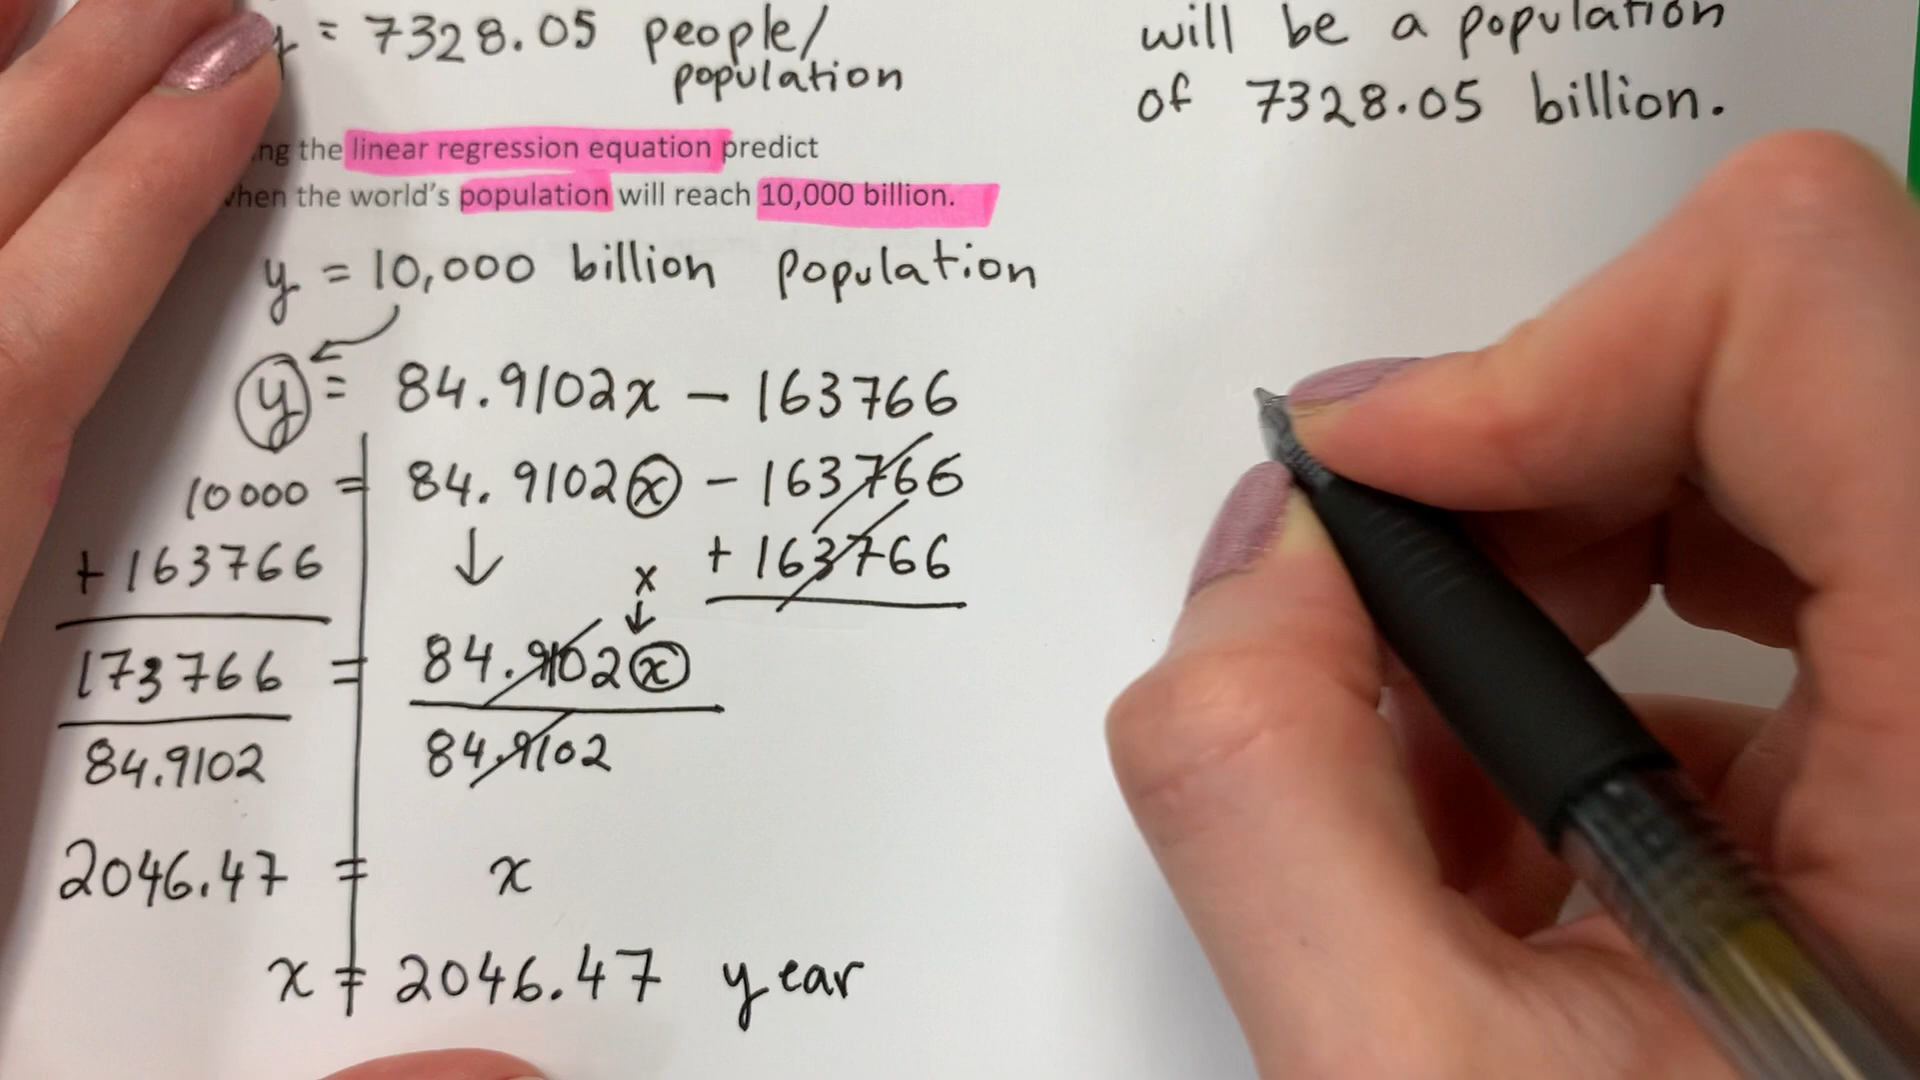 y = 7328.05 people/
population
will be a population
of 7328.05 billion.
ng the linear regression equation predict
when the world's population will reach 10,000 billion.
y = 10,000 billion population
y = 84.9102x - 163766
10000 = 84.9102x - 163766
+ 163766 ↓ x + 163766
↓
173766 = 84.9102x
84.9102 84.9102
2046.47 = x
x = 2046.47 year